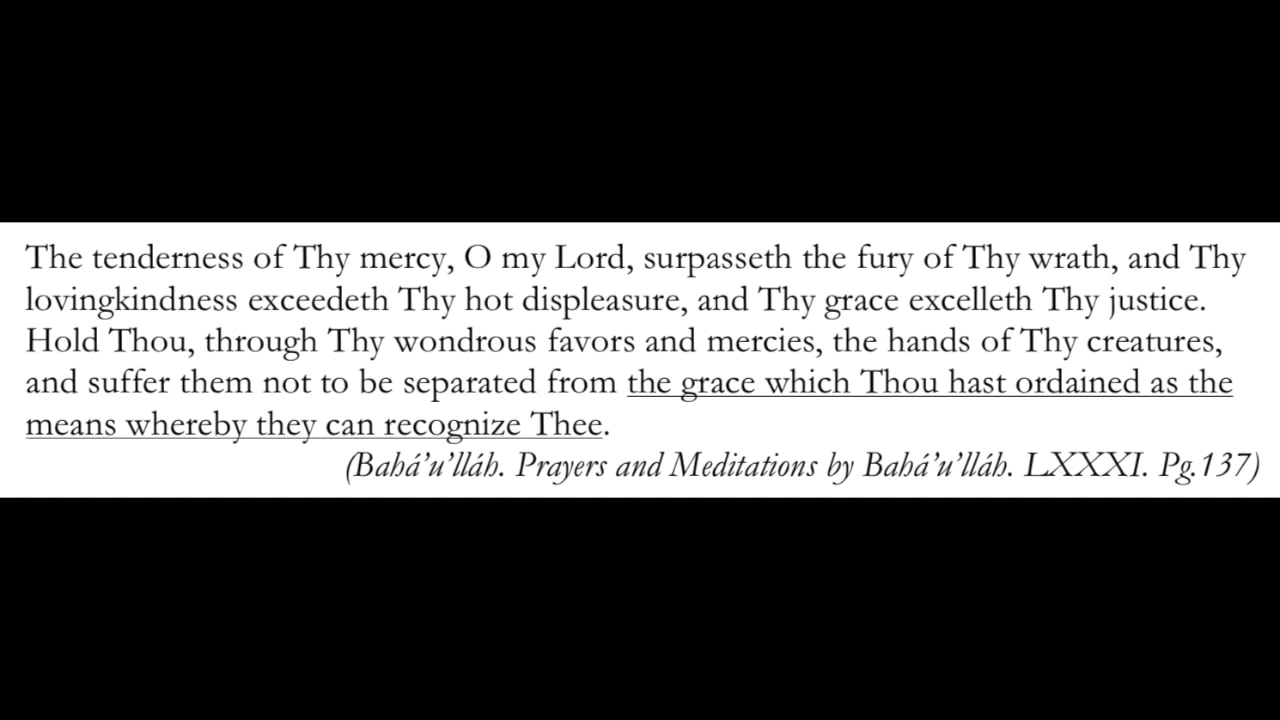 The tenderness of Thy mercy, O my Lord, surpasseth the fury of Thy wrath, and Thy
lovingkindness exceedeth Thy hot displeasure, and Thy grace excelleth Thy justice.
Hold Thou, through Thy wondrous favors and mercies, the hands of Thy creatures,
and suffer them not to be separated from the grace which Thou hast ordained as the
means whereby they can recognize Thee.
(Bahá’u’lláh. Prayers and Meditations by Bahá’u’lláh. LXXXI. Pg.137)